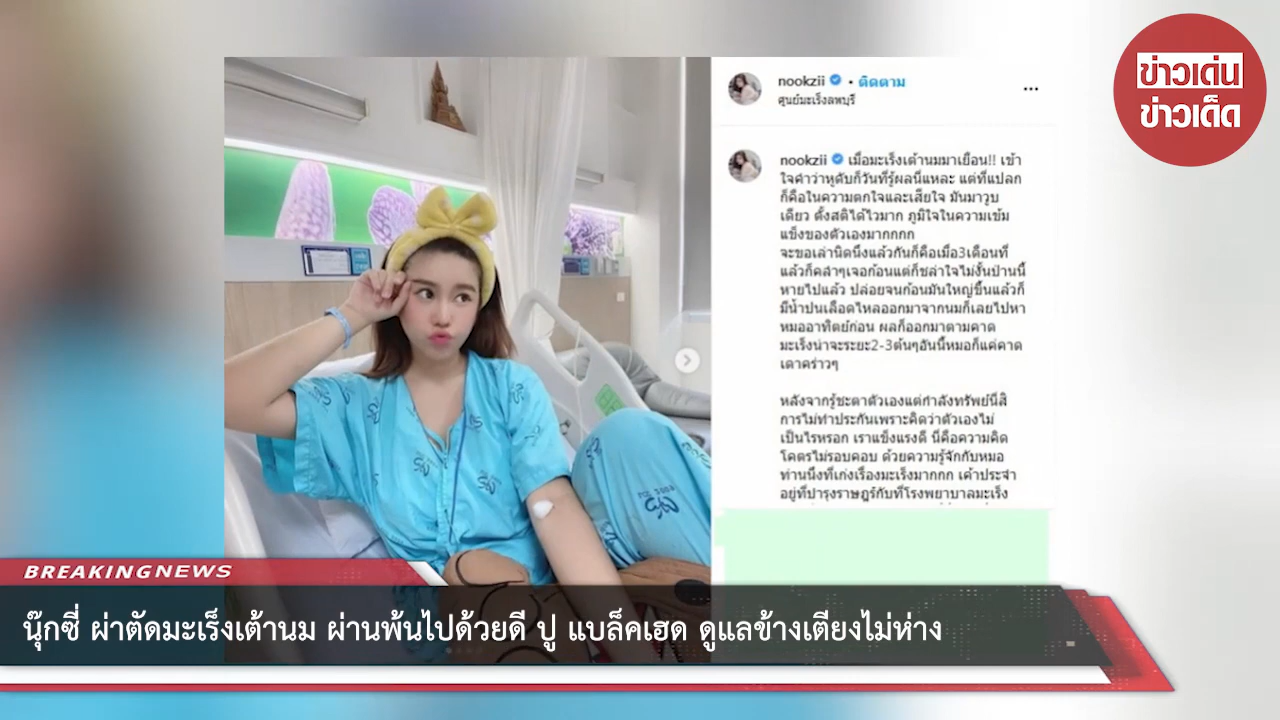 ข่าวเด่น
ข่าวเด็ด
nookzii • ติดตาม
ศูนย์มะเร็งลพบุรี
nookzii เมื่อมะเร็งเต้านมมาเยือน!! เข้า
ใจคำว่าหูดับก็วันที่รู้ผลนี่แหละ แต่ที่แปลก
ก็คือในความตกใจและเสียใจ มันมาวูบ
เดียว ตั้งสติได้ไวมาก ภูมิใจในความเข้ม
แข็งของตัวเองมากกกก
จะขอเล่านิดนึงแล้วกันก็คือเมื่อ3เดือนที่
แล้วก็คลำๆเจอก้อนแต่ก็ชล่าใจไม่งั้นป่านนี้
หายไปแล้ว ปล่อยจนก้อนมันใหญ่ขึ้นแล้วก็
มีน้ำปนเลือดไหลออกมาจากนมก็เลยไปหา
หมออาทิตย์ก่อน ผลก็ออกมาตามคาด
มะเร็งน่าจะระยะ2-3ต้นๆอันนี้หมอก็แค่คาด
เดาคร่าวๆ
หลังจากรู้ชะตาตัวเองแต่กำลังทรัพย์นี่สิ
การไม่ทำประกันเพราะคิดว่าตัวเองไม่
เป็นไรหรอก เราแข็งแรงดี นี่คือความคิด
โคตรไม่รอบคอบ ด้วยความรู้จักกับหมอ
ท่านนึงที่เก่งเรื่องมะเร็งมากกก เค้าประจำ
อยู่ที่บำรุงราษฎร์กับที่โรงพยาบาลมะเร็ง
BREAKING NEWS
นุ๊กซี่ ผ่าตัดมะเร็งเต้านม ผ่านพ้นไปด้วยดี ปู แบล็คเฮด ดูแลข้างเตียงไม่ห่าง